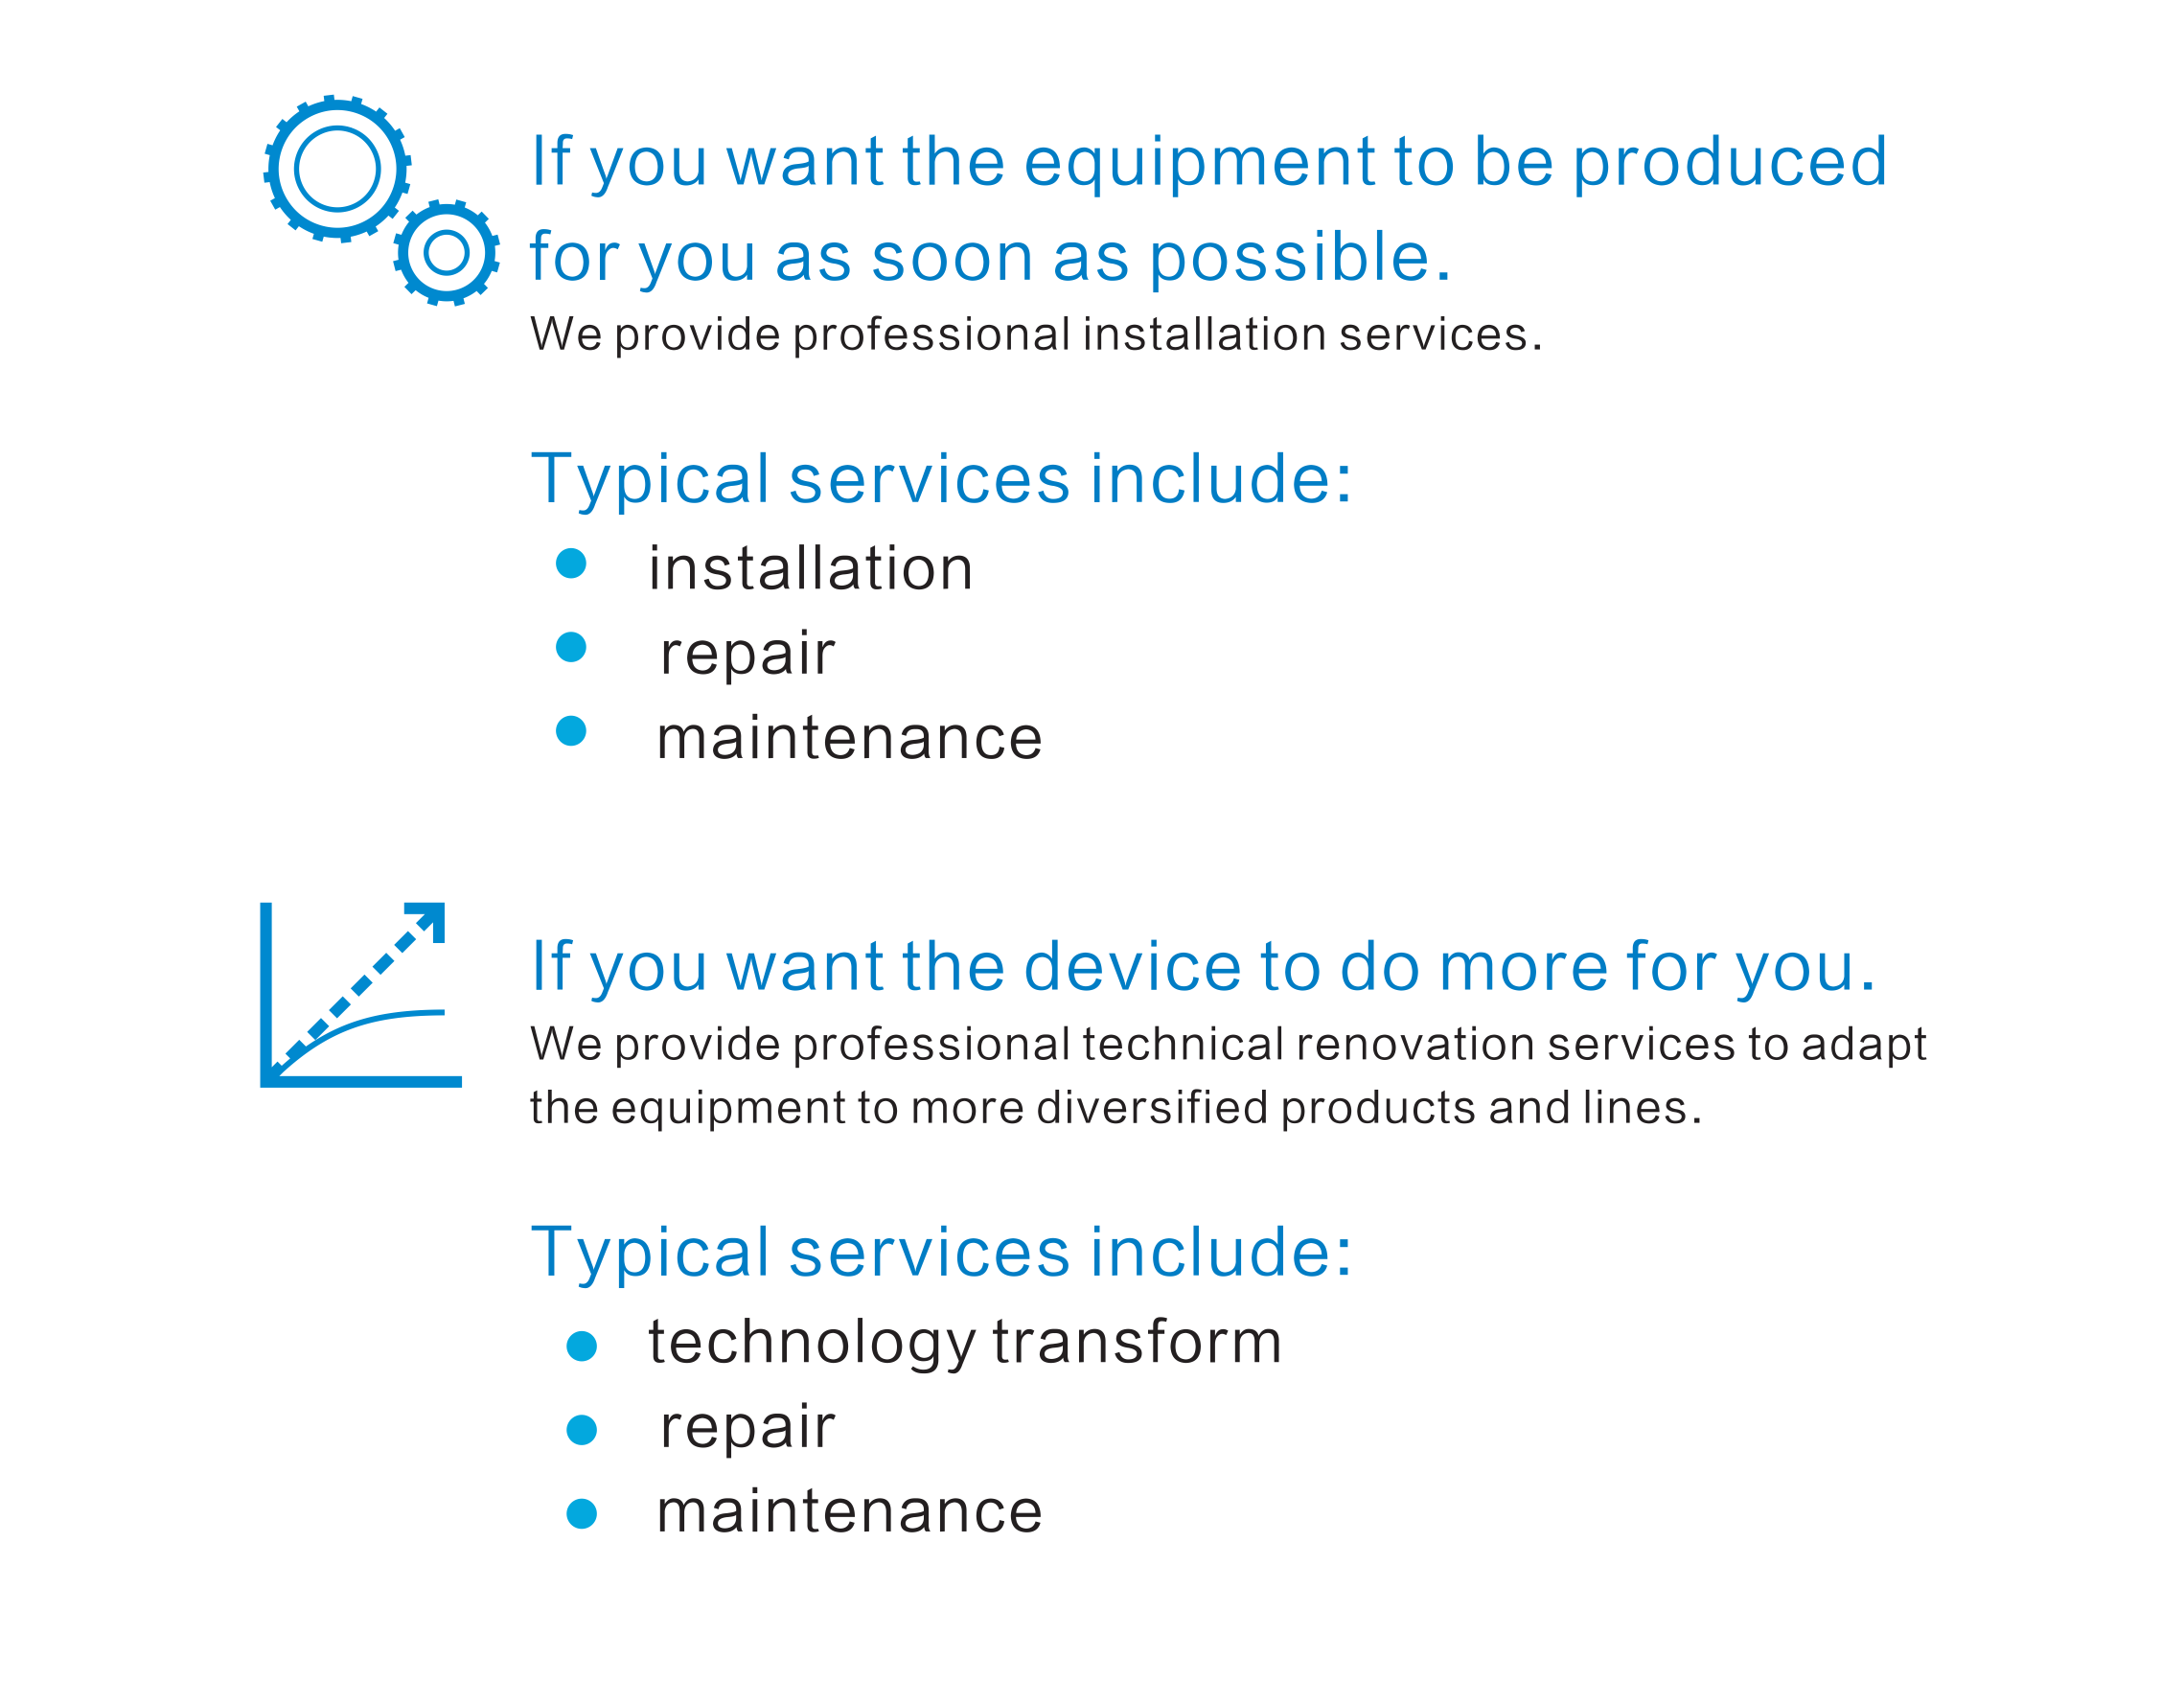 If you want the equipment to be produced
for you as soon as possible.
We provide professional installation services.
Typical services include:
installation
repair
maintenance
If you want the device to do more for you.
We provide professional technical renovation services to adapt
the equipment to more diversified products and lines.
Typical services include:
technology transform
repair
maintenance